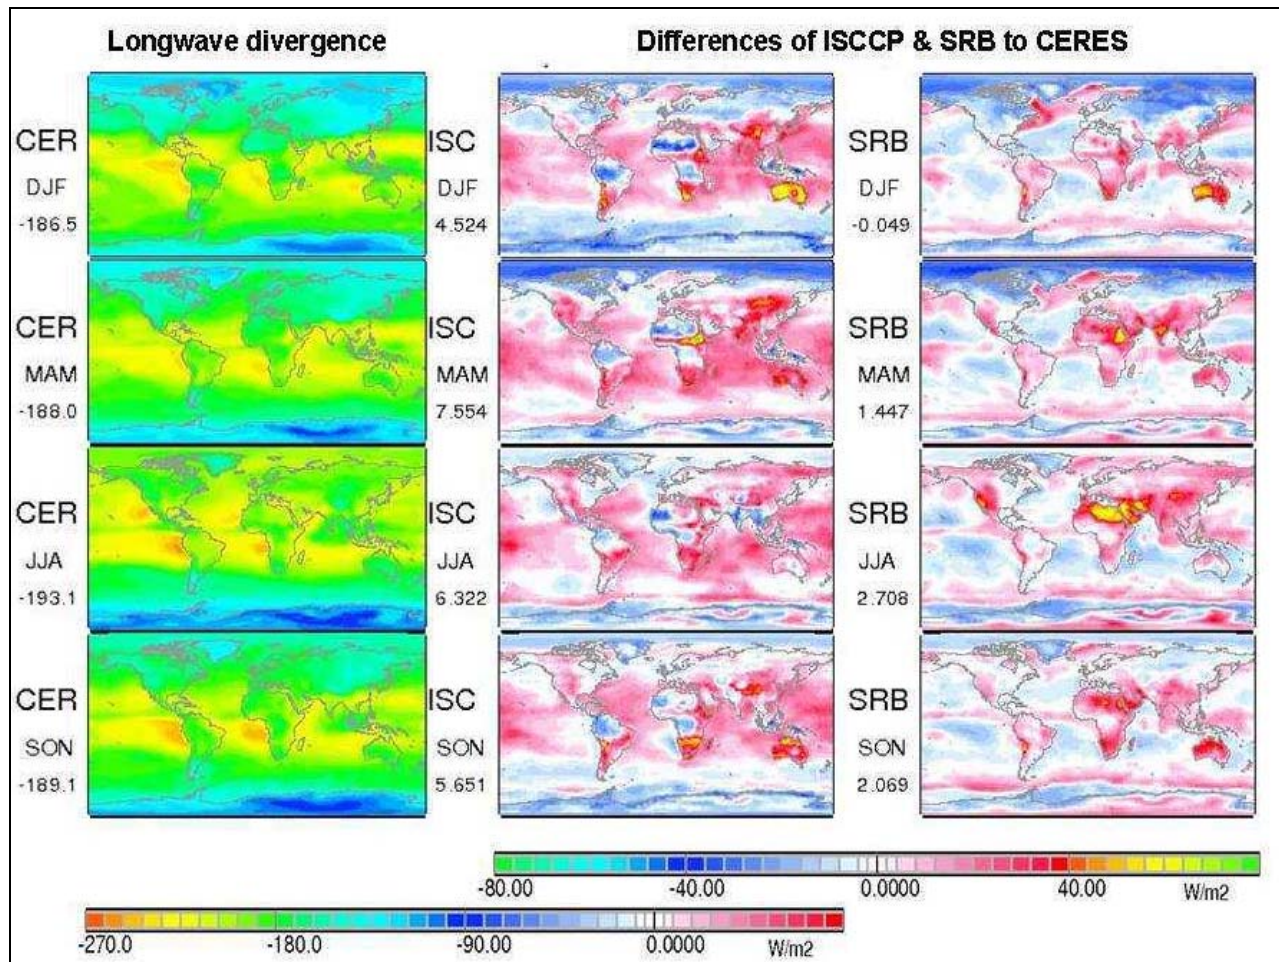 Longwave divergence
Differences of ISCCP & SRB to CERES
CER
DJF
-186.5
ISC
DJF
4.524
SRB
DJF
-0.049
CER
MAM
-188.0
ISC
MAM
7.554
SRB
MAM
1.447
CER
JJA
-193.1
ISC
JJA
6.322
SRB
JJA
2.708
CER
SON
-189.1
ISC
SON
5.651
SRB
SON
2.069
-80.00 -40.00 0.0000 40.00 W/m2
-270.0 -180.0 -90.00 0.0000 W/m2